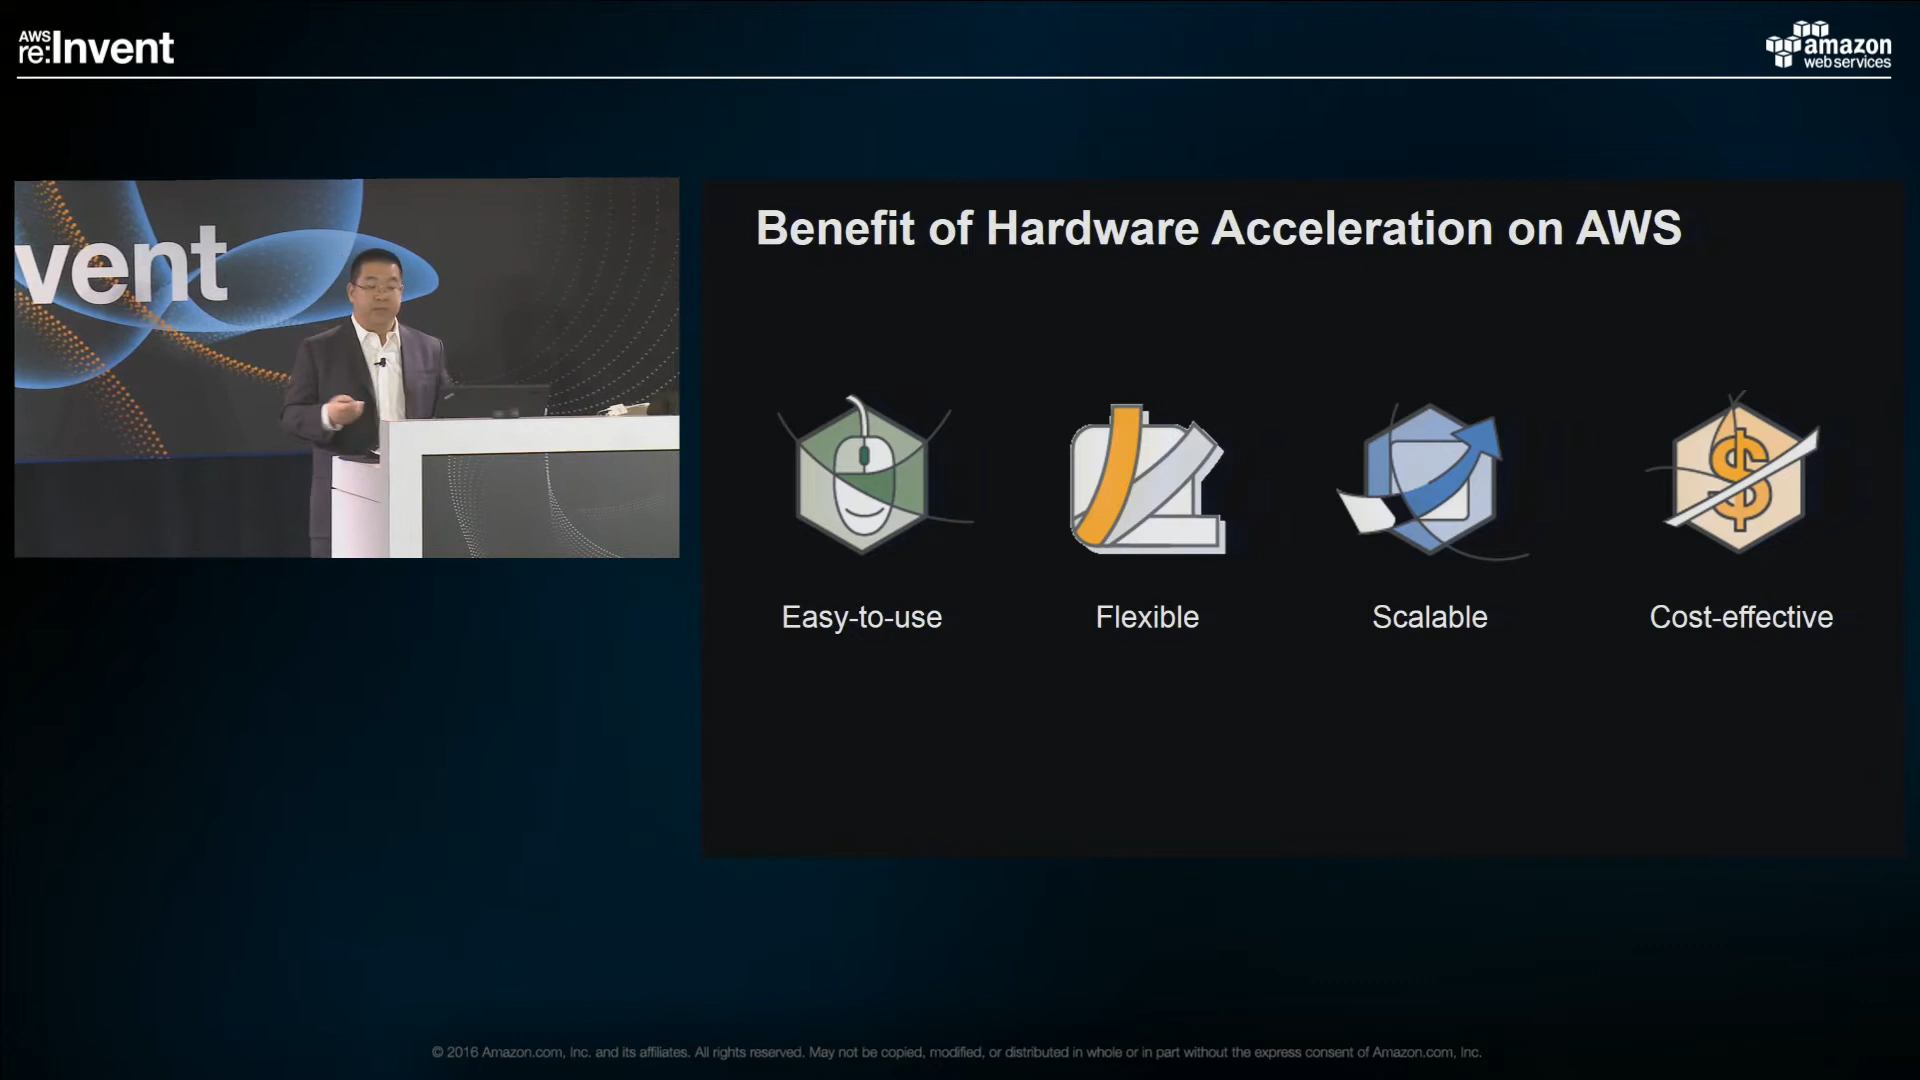 AWS
re:Invent
amazon
web services
vent
Benefit of Hardware Acceleration on AWS
Easy-to-use
Flexible
Scalable
Cost-effective
© 2016 Amazon.com, Inc. and its affiliates. All rights reserved. May not be copied, modified, or distributed in whole or in part without the express consent of Amazon.com, Inc.